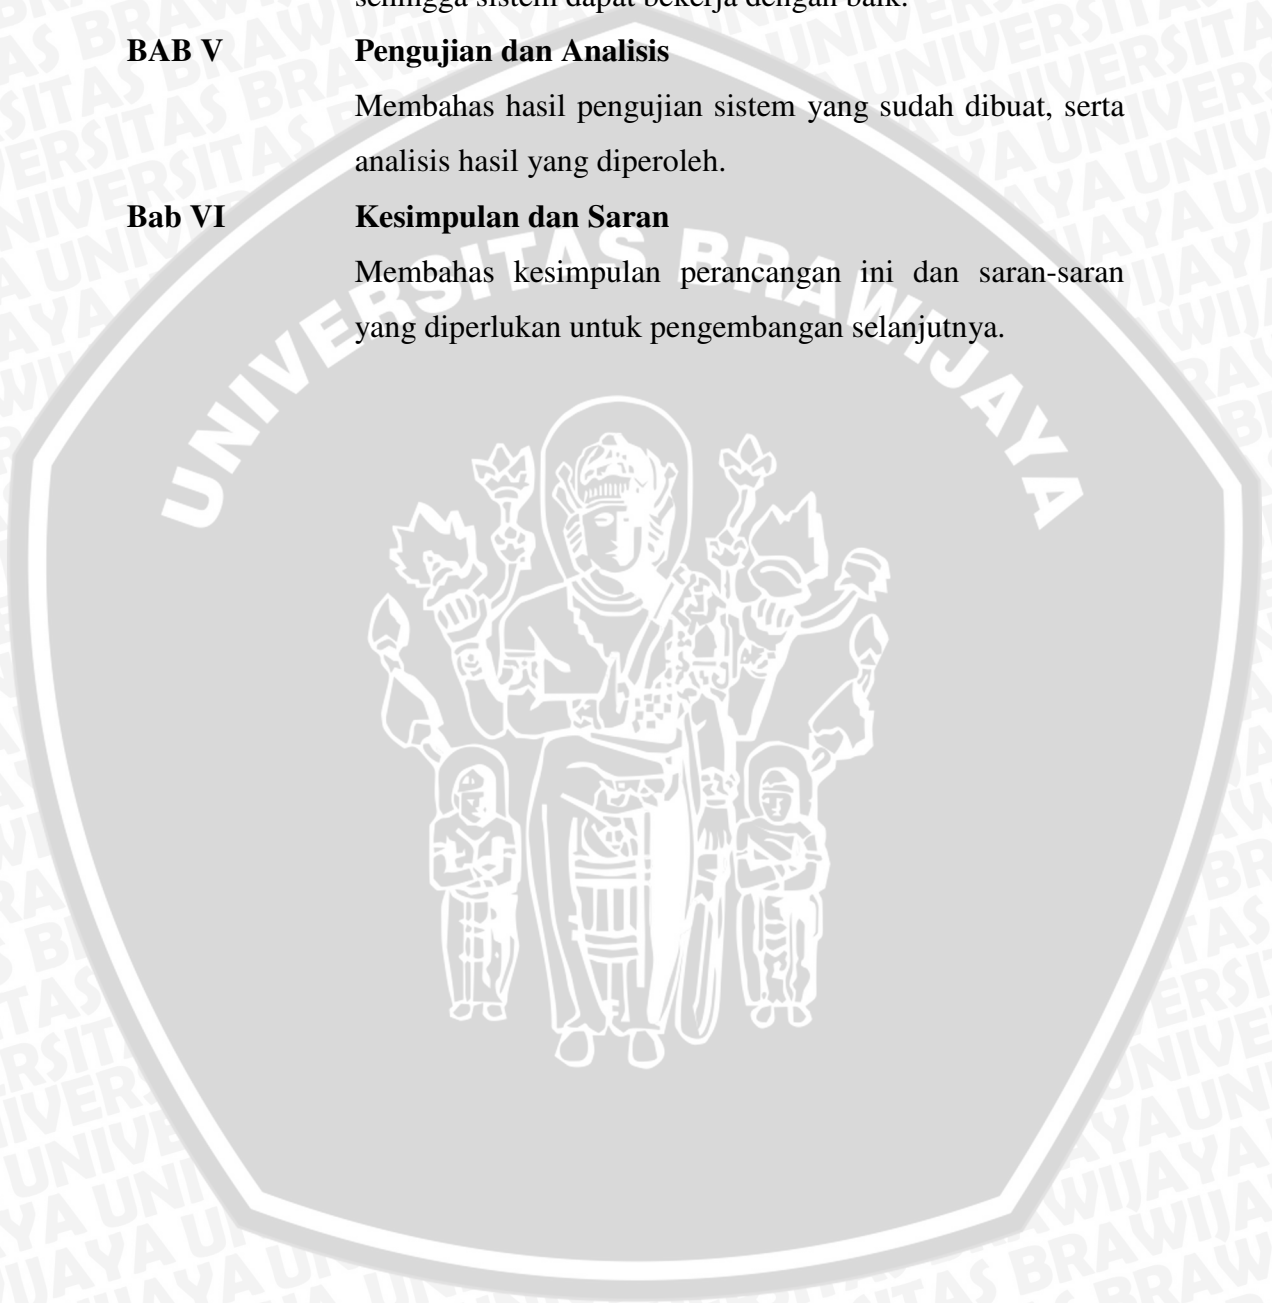 sehingga sistem dapat bekerja dengan baik.
BAB V Pengujian dan Analisis
Membahas hasil pengujian sistem yang sudah dibuat, serta
analisis hasil yang diperoleh.
Bab VI Kesimpulan dan Saran
Membahas kesimpulan perancangan ini dan saran-saran
yang diperlukan untuk pengembangan selanjutnya.
UNIVERSITAS BRAWIJAYA